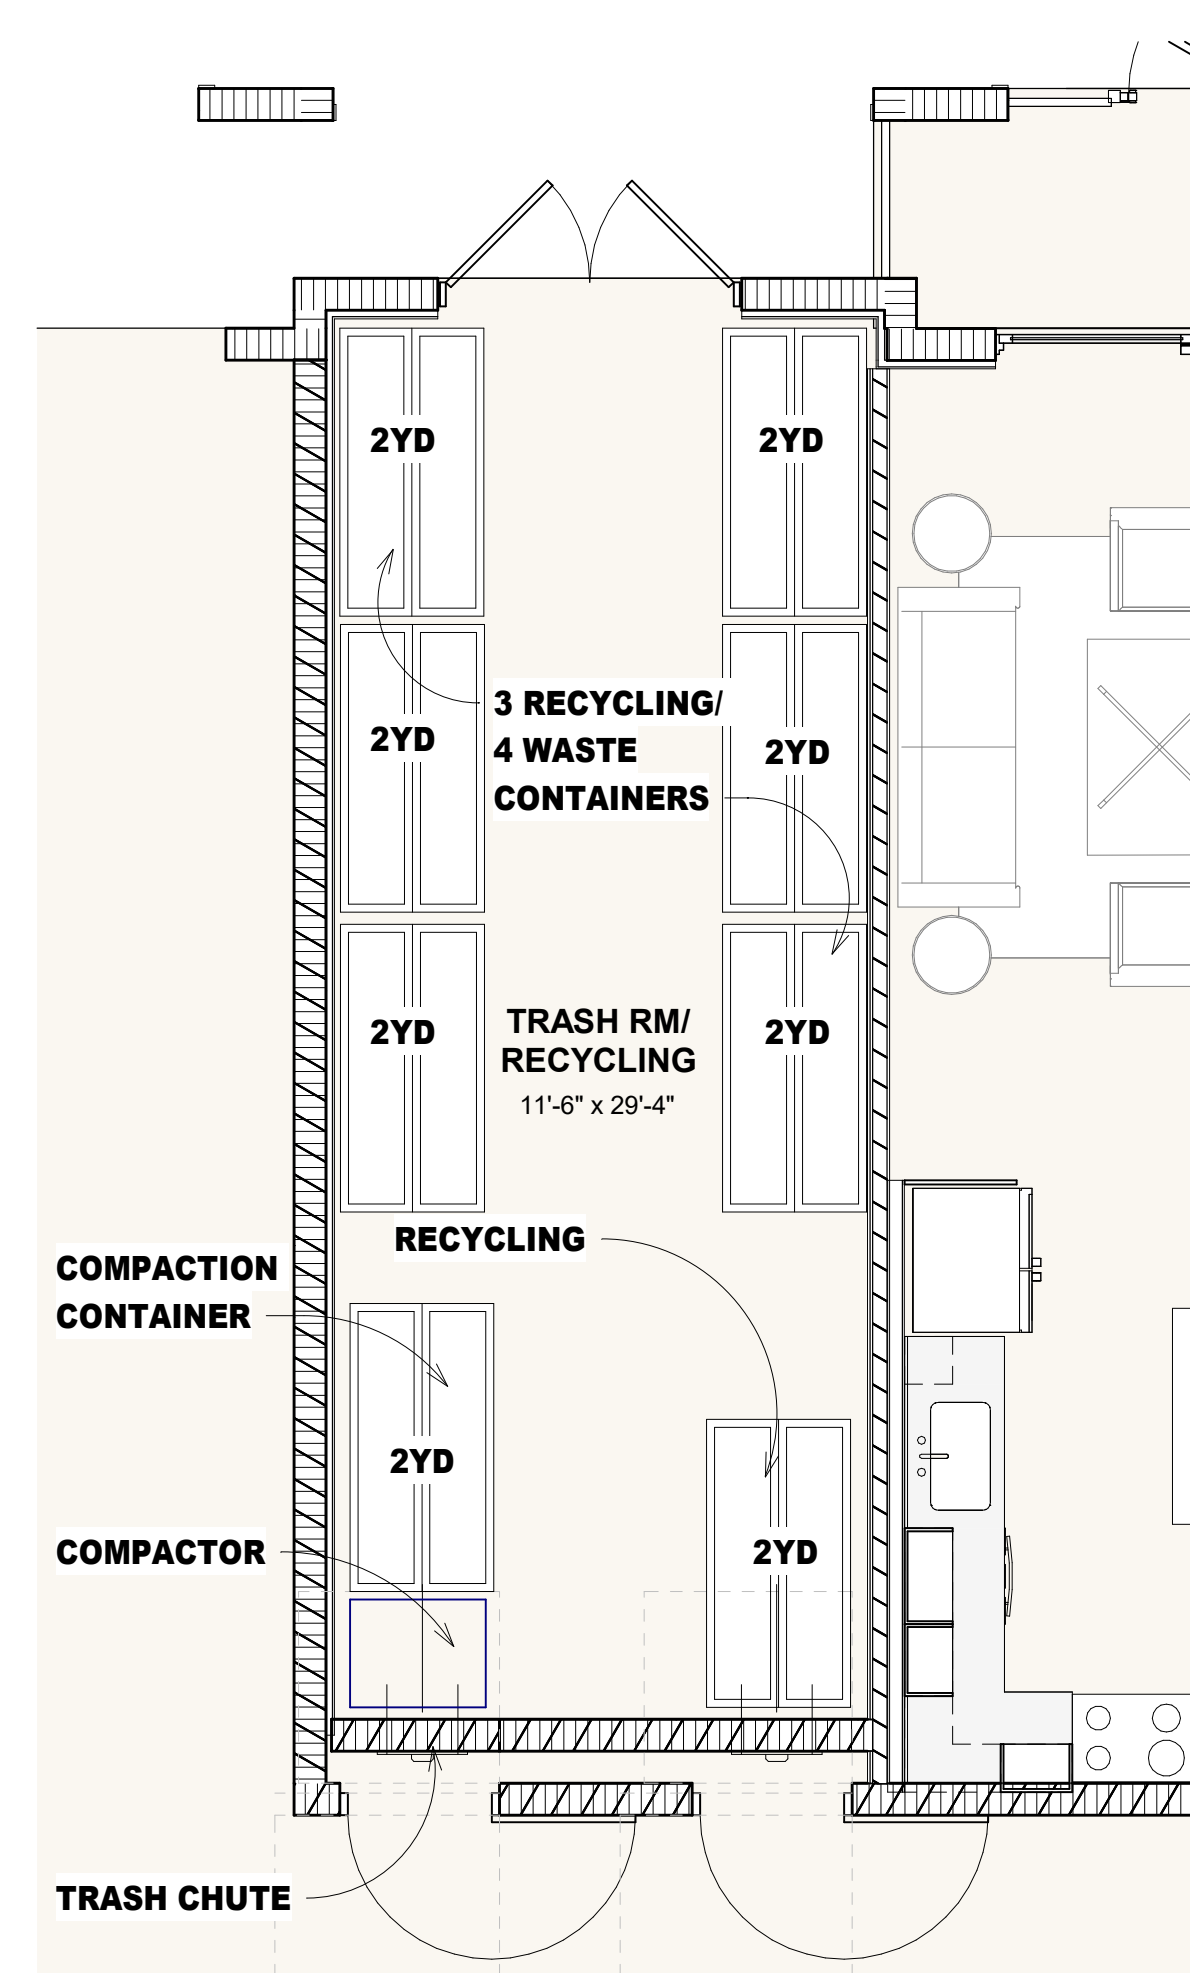 2YD
2YD
3 RECYCLING/
4 WASTE
CONTAINERS
2YD
2YD
2YD
2YD
TRASH RM/
RECYCLING
11'-6" x 29'-4"
RECYCLING
COMPACTION
CONTAINER
2YD
COMPACTOR
2YD
TRASH CHUTE